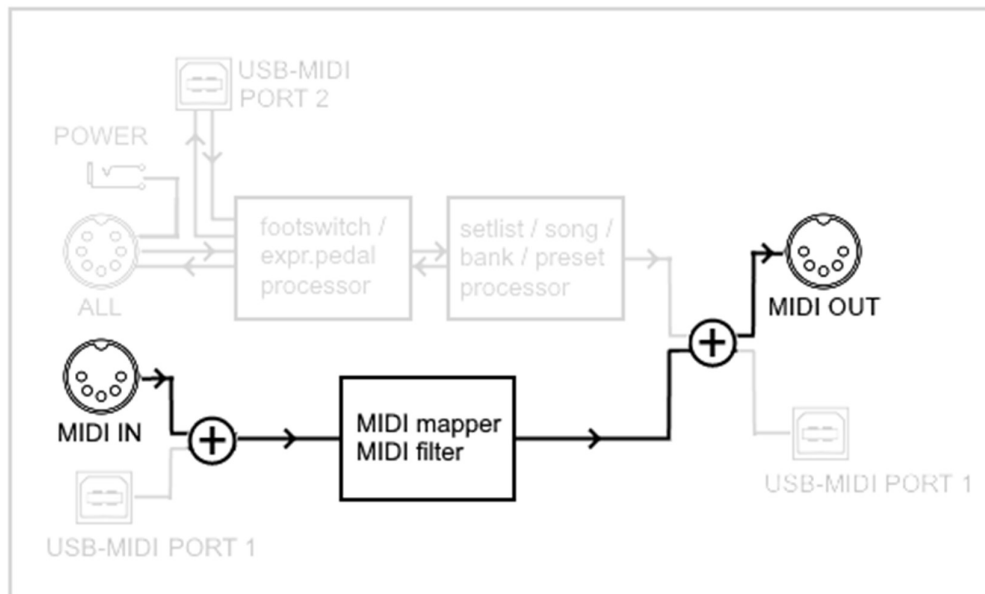 USB-MIDI
PORT 2
POWER
footswitch /
expr.pedal
processor
setlist / song /
bank / preset
processor
ALL
MIDI OUT
MIDI IN
MIDI mapper
MIDI filter
USB-MIDI PORT 1
USB-MIDI PORT 1